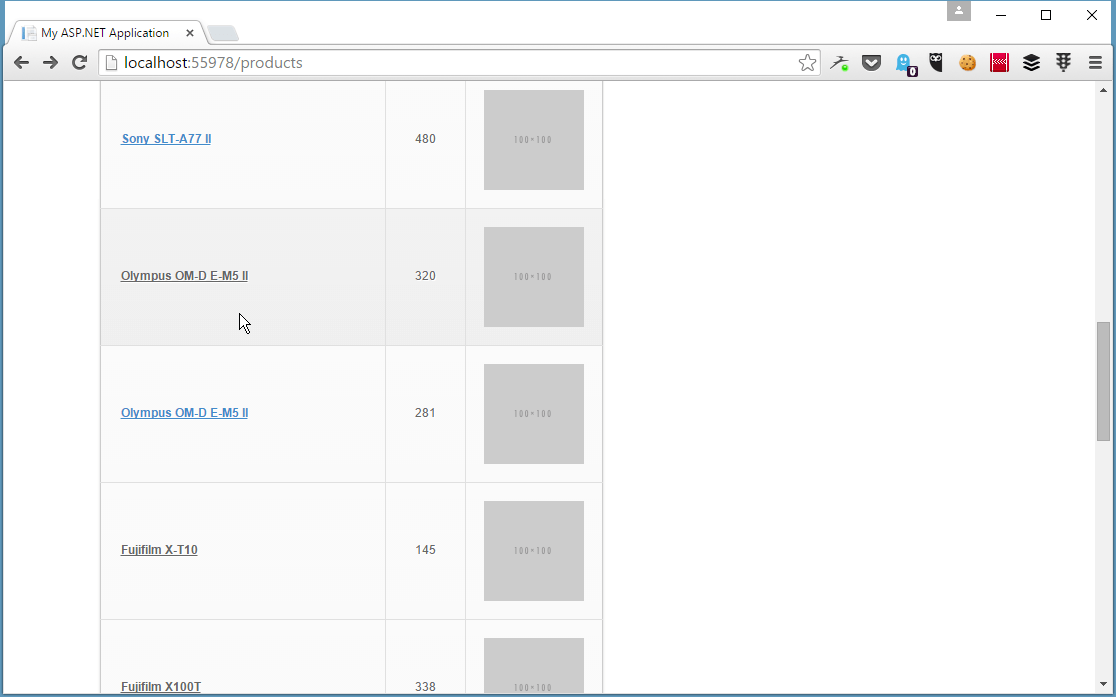 My ASP.NET Application
localhost:55978/products
0
Sony SLT-A77 II 480 100×100
Olympus OM-D E-M5 II 320 100×100
Olympus OM-D E-M5 II 281 100×100
Fujifilm X-T10 145 100×100
Fujifilm X100T 338 100×100